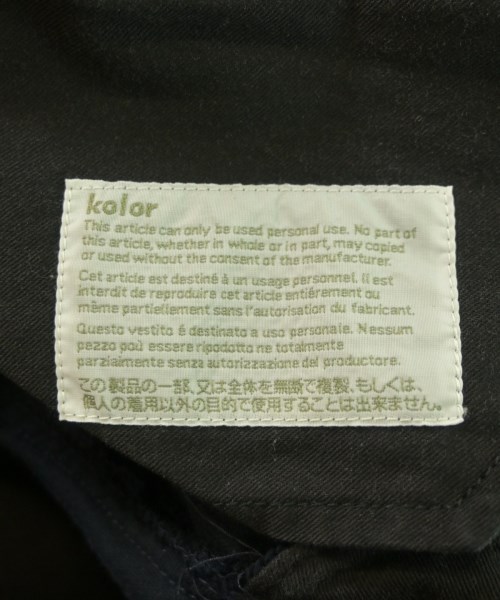 kolor
This article can only be used personal use. No part of
this article, whether in whole or in part, may copied
or used without the consent of the manufacturer.
Cet article est destiné à un usage personnel. Il est
interdit de reproduire cet article entiérement ou
même partiellement sans l'autorisation du fabricant.
Questo vestito é destinato a uso personale. Nessum
pezzo può essere ripodotto ne totalmente
parzialmente senza autorizzazione del produttore.
この製品の一部、又は全体を無断で複製、もしくは、
個人の着用以外の目的で使用することは出来ません。